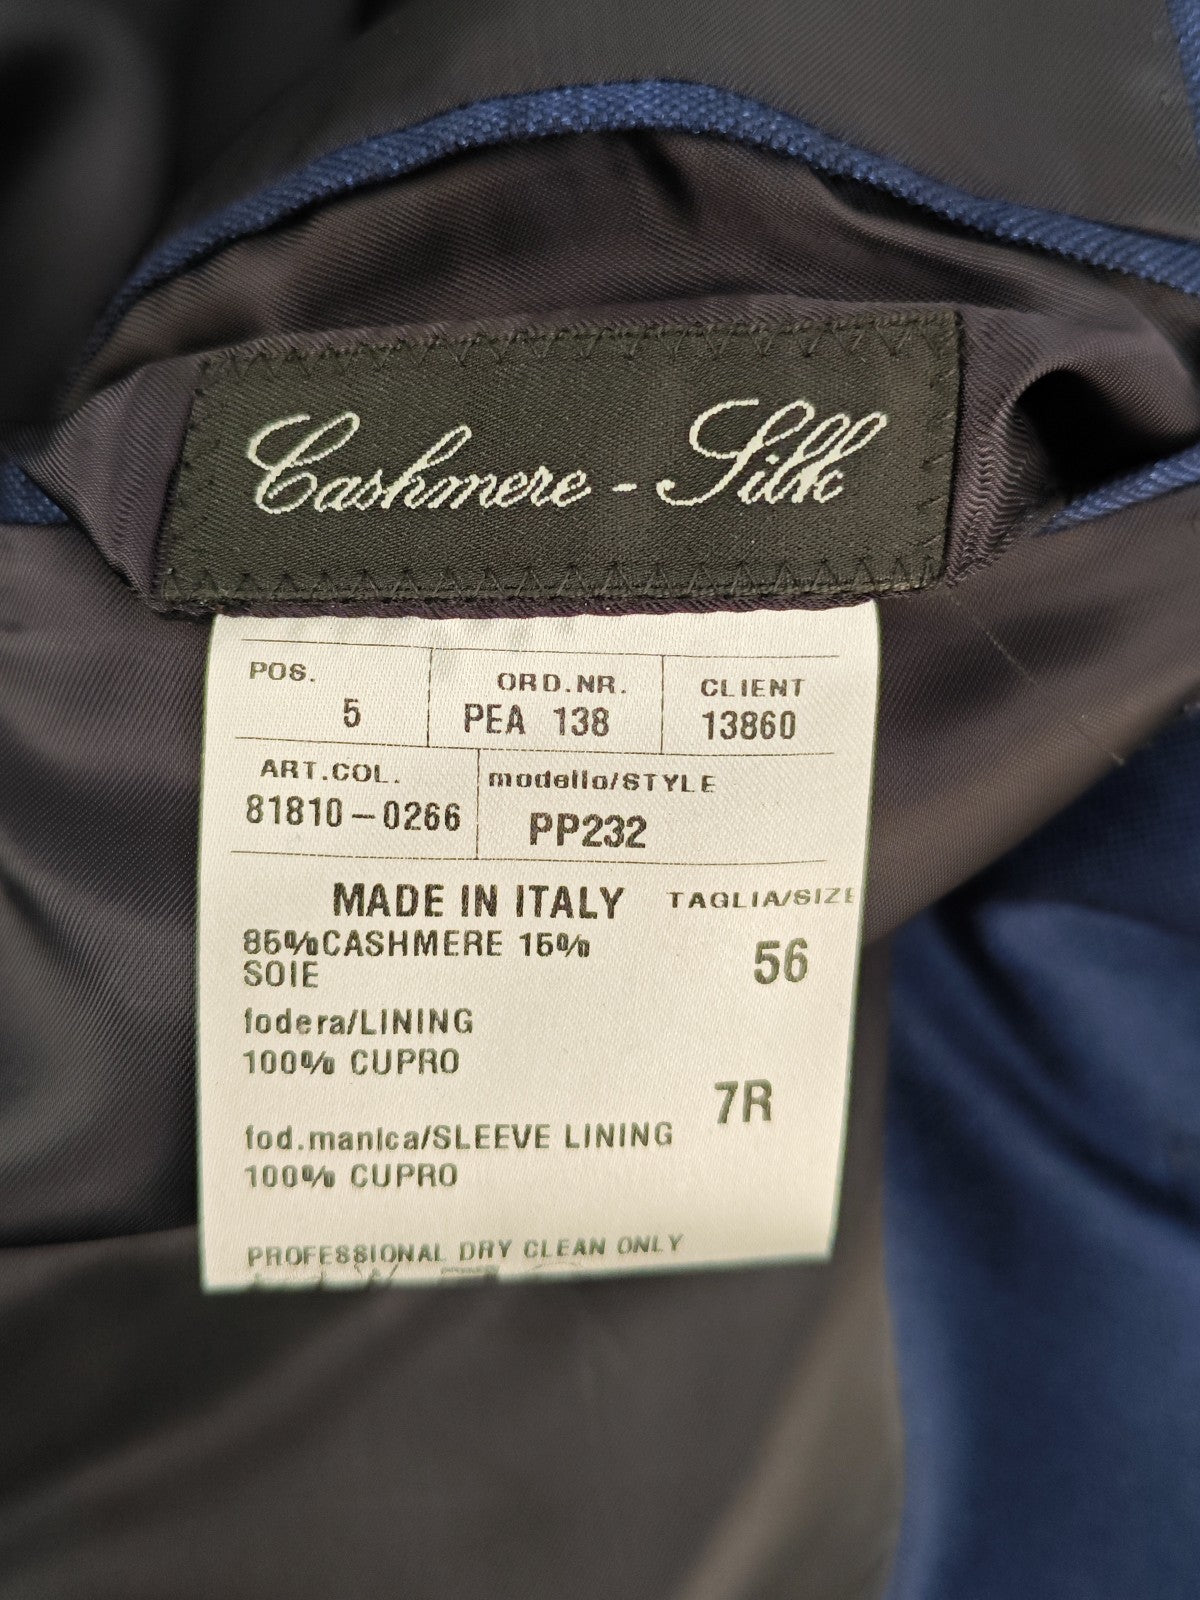 Cashmere - Silk
POS. ORD.NR. CLIENT
5 PEA 138 13860
ART.COL. modello/STYLE
81810-0266 PP232
MADE IN ITALY TAGLIA/SIZE
85%CASHMERE 15%
SOIE
56
fodera/LINING
100% CUPRO
7R
fod.manica/SLEEVE LINING
100% CUPRO
PROFESSIONAL DRY CLEAN ONLY